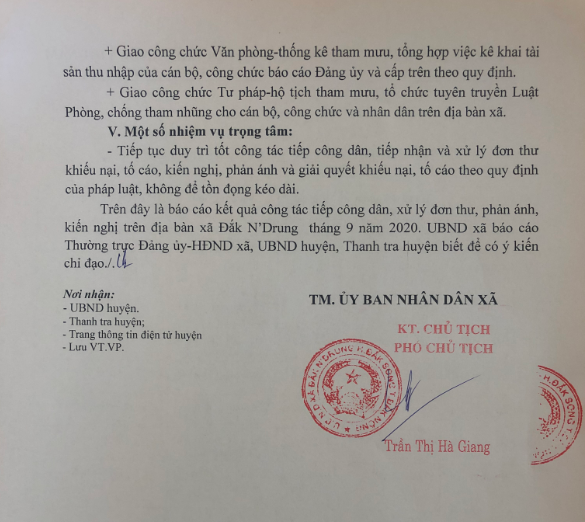 + Giao công chức Văn phòng-thống kê tham mưu, tổng hợp việc kê khai tài
sản thu nhập của cán bộ, công chức báo cáo Đảng ủy và cấp trên theo quy định.
+ Giao công chức Tư pháp-hộ tịch tham mưu, tổ chức tuyên truyền Luật
Phòng, chống tham nhũng cho cán bộ, công chức và nhân dân trên địa bàn xã.
V. Một số nhiệm vụ trọng tâm:
- Tiếp tục duy trì tốt công tác tiếp công dân, tiếp nhận và xử lý đơn thư
khiếu nại, tố cáo, kiến nghị, phản ánh và giải quyết khiếu nại, tố cáo theo quy định
của pháp luật, không để tồn đọng kéo dài.
Trên đây là báo cáo kết quả công tác tiếp công dân, xử lý đơn thư, phản ánh,
kiến nghị trên địa bàn xã Đắk N'Drung tháng 9 năm 2020. UBND xã báo cáo
Thường trực Đảng ủy-HĐND xã, UBND huyện, Thanh tra huyện biết để có ý kiến
chỉ đạo./.
Nơi nhận:
- UBND huyện.
- Thanh tra huyện;
- Trang thông tin điện tử huyện
- Lưu VT.VP.
TM. ỦY BAN NHÂN DÂN XÃ
KT. CHỦ TỊCH
PHÓ CHỦ TỊCH
U.B.N.D XÃ ĐẮK N'DRUNG H. ĐẮK SONG T. ĐẮK NÔNG
Trần Thị Hà Giang
H. ĐẮK SONG T.